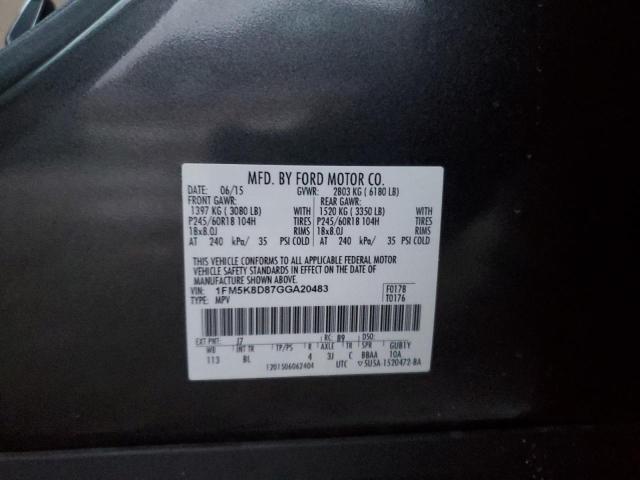 MFD. BY FORD MOTOR CO.
DATE: 06/15 GVWR: 2803 KG ( 6180 LB)
FRONT GAWR: REAR GAWR:
1397 KG ( 3080 LB) WITH 1520 KG ( 3350 LB) WITH
P245/60R18 104H TIRES P245/60R18 104H TIRES
18x8.0J RIMS 18x8.0J RIMS
AT 240 kPa/ 35 PSI COLD AT 240 kPa/ 35 PSI COLD
THIS VEHICLE CONFORMS TO ALL APPLICABLE FEDERAL MOTOR
VEHICLE SAFETY STANDARDS IN EFFECT ON THE DATE OF MANUFACTURE
SHOWN ABOVE.
VIN: 1FM5K8D87GGA20483 F0178
TYPE: MPV T0176
EXT PNT: J7 RC: 89 DSO:
WB INT TR TP/PS R AXLE TR SPR GUB1Y
113 BL 4 3J C BBAA 10A
1201506062404 UTC ▽5U5A-1520472-BA